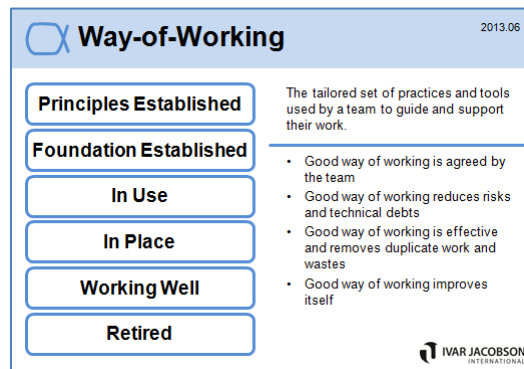 Way-of-Working
2013.06
Principles Established
Foundation Established
In Use
In Place
Working Well
Retired
The tailored set of practices and tools
used by a team to guide and support
their work.
• Good way of working is agreed by
the team
• Good way of working reduces risks
and technical debts
• Good way of working is effective
and removes duplicate work and
wastes
• Good way of working improves
itself
IVAR JACOBSON
INTERNATIONAL